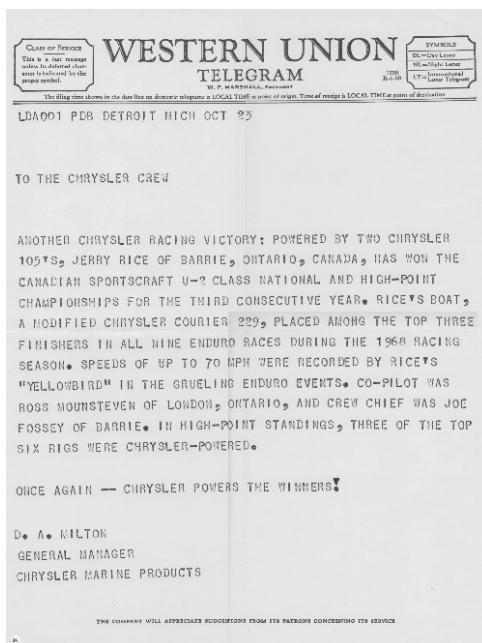 CLASS OF SERVICE
This is a fast message
unless its deferred char-
acter is indicated by the
proper symbol.
WESTERN UNION
TELEGRAM
W. P. MARSHALL, PRESIDENT
SYMBOLS
DL=Day Letter
NL=Night Letter
LT=International Letter Telegram
The filing time shown in the date line on domestic telegrams is LOCAL TIME at point of origin. Time of receipt is LOCAL TIME at point of destination
LDA001 PDB DETROIT MICH OCT 23
TO THE CHRYSLER CREW
ANOTHER CHRYSLER RACING VICTORY: POWERED BY TWO CHRYSLER
105'S, JERRY RICE OF BARRIE, ONTARIO, CANADA, HAS WON THE
CANADIAN SPORTSCRAFT U-2 CLASS NATIONAL AND HIGH-POINT
CHAMPIONSHIPS FOR THE THIRD CONSECUTIVE YEAR. RICE'S BOAT,
A MODIFIED CHRYSLER COURIER 229, PLACED AMONG THE TOP THREE
FINISHERS IN ALL NINE ENDURO RACES DURING THE 1968 RACING
SEASON. SPEEDS OF UP TO 70 MPH WERE RECORDED BY RICE'S
"YELLOWBIRD" IN THE GRUELING ENDURO EVENTS. CO-PILOT WAS
ROSS MOUNSTEVEN OF LONDON, ONTARIO, AND CREW CHIEF WAS JOE
FOSSEY OF BARRIE. IN HIGH-POINT STANDINGS, THREE OF THE TOP
SIX RIGS WERE CHRYSLER-POWERED.
ONCE AGAIN -- CHRYSLER POWERS THE WINNERS!
D. A. MILTON
GENERAL MANAGER
CHRYSLER MARINE PRODUCTS
THE COMPANY WILL APPRECIATE SUGGESTIONS FROM ITS PATRONS CONCERNING ITS SERVICE